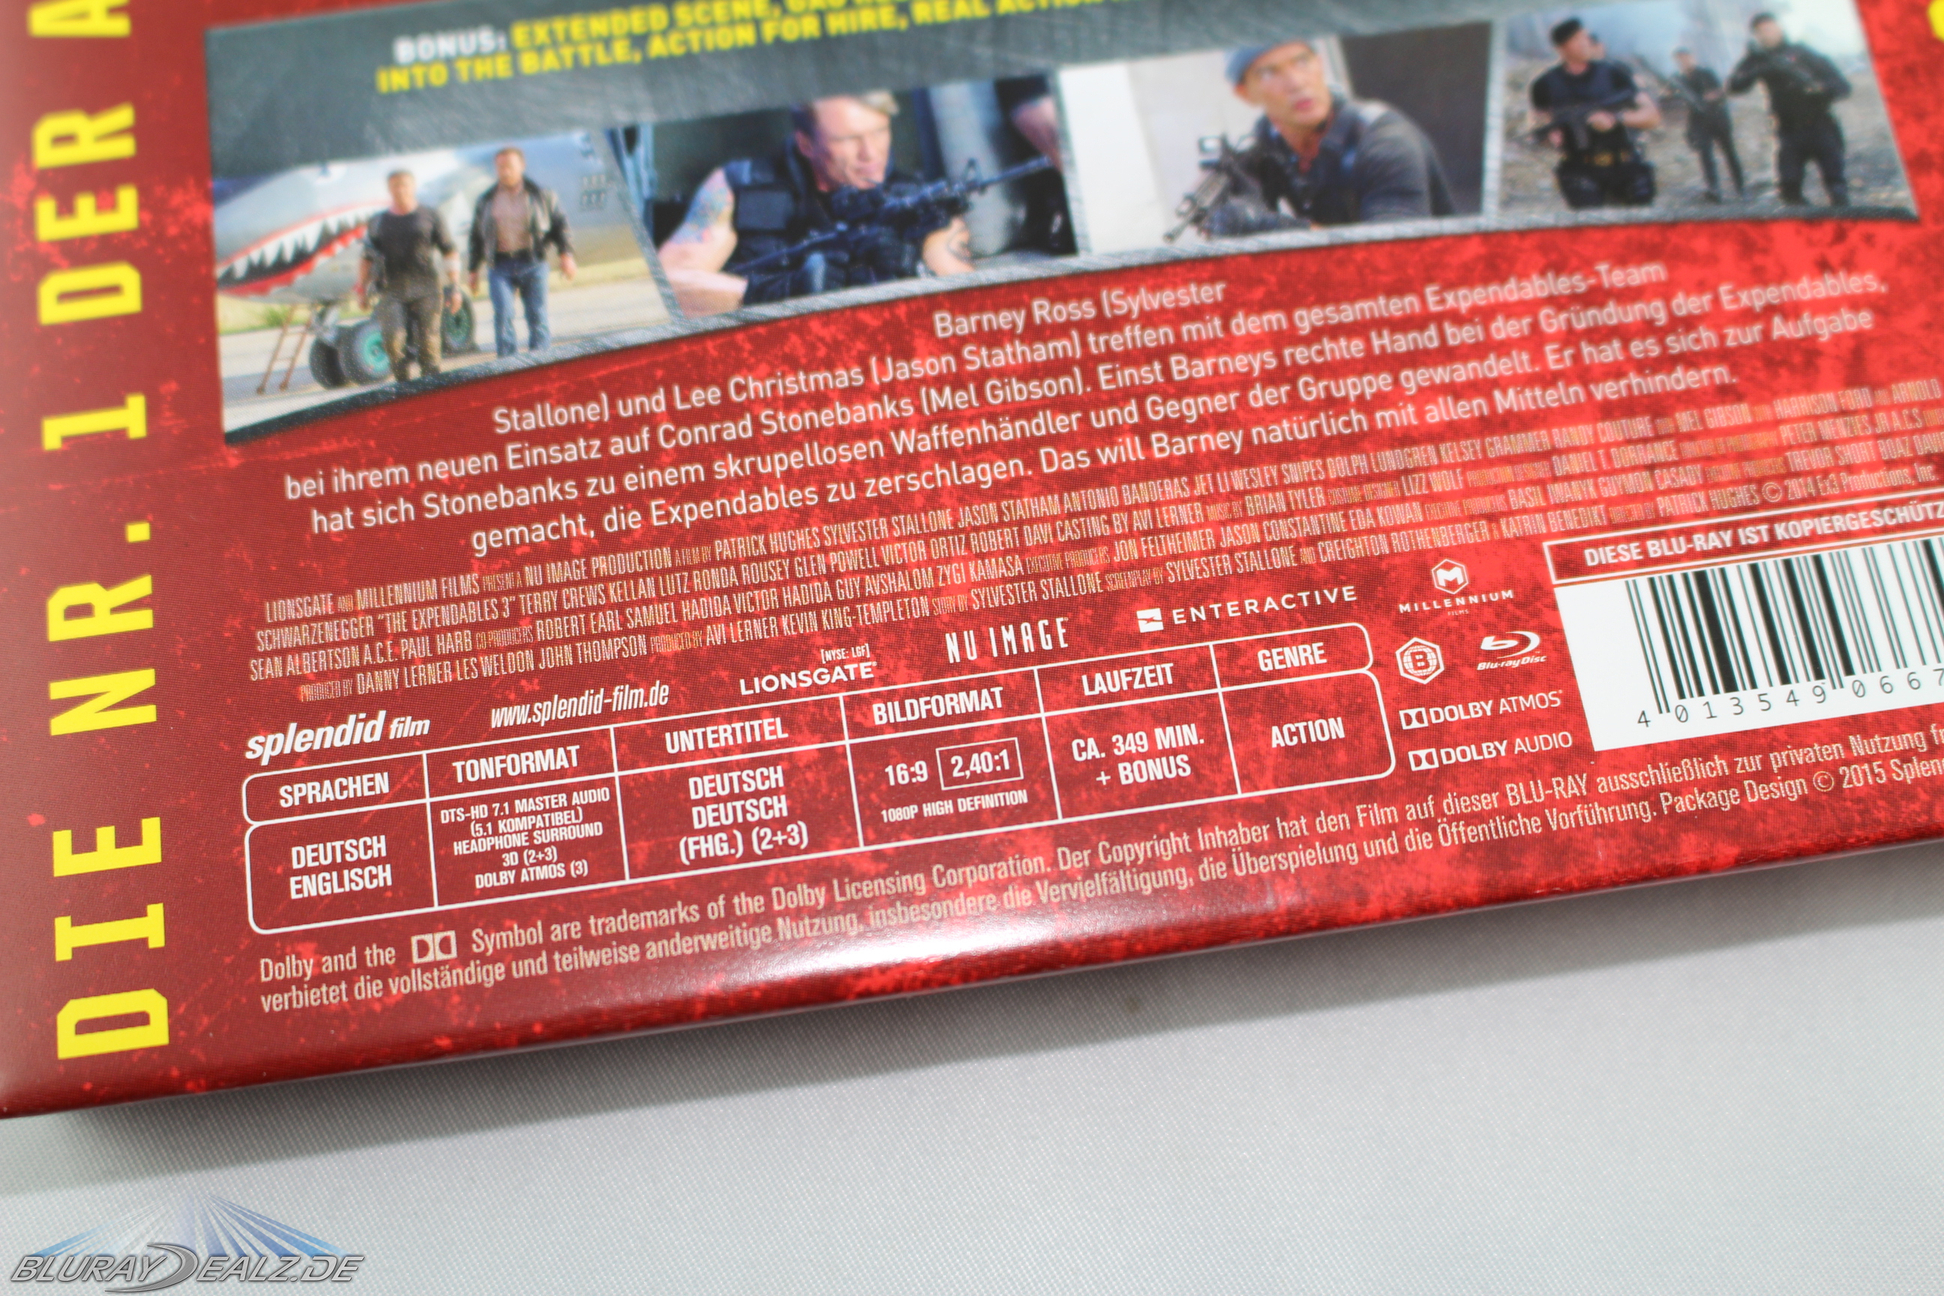 DIE NR. 1 DER A
BONUS: EXTENDED SCENE,
INTO THE BATTLE, ACTION FOR HIRE, REAL ACTION
Barney Ross (Sylvester
Stallone) und Lee Christmas (Jason Statham) treffen mit dem gesamten Expendables-Team
bei ihrem neuen Einsatz auf Conrad Stonebanks (Mel Gibson). Einst Barneys rechte Hand bei der Gründung der Expendables,
hat sich Stonebanks zu einem skrupellosen Waffenhändler und Gegner der Gruppe gewandelt. Er hat es sich zur Aufgabe
gemacht, die Expendables zu zerschlagen. Das will Barney natürlich mit allen Mitteln verhindern.
LIONSGATE AND MILLENNIUM FILMS PRESENT A NU IMAGE PRODUCTION A FILM BY PATRICK HUGHES SYLVESTER STALLONE JASON STATHAM ANTONIO BANDERAS JET LI WESLEY SNIPES DOLPH LUNDGREN KELSEY GRAMMER RANDY COUTURE WITH MEL GIBSON HARRISON FORD AND ARNOLD
SCHWARZENEGGER "THE EXPENDABLES 3" TERRY CREWS KELLAN LUTZ RONDA ROUSEY GLEN POWELL VICTOR ORTIZ ROBERT DAVI CASTING BY AVI LERNER MUSIC BY BRIAN TYLER COSTUME DESIGNER LIZZ WOLF PRODUCTION DESIGNER DANIEL T. DORRANCE PETER MENZIES JR A.C.S
SEAN ALBERTSON A.C.E. PAUL HARB CO-PRODUCERS ROBERT EARL SAMUEL HADIDA VICTOR HADIDA GUY AVSHALOM ZYGI KAMASA EXECUTIVE PRODUCERS JON FELTHEIMER JASON CONSTANTINE EDA KOWAN BASIL IWANYK GUYMON CASADY TREVOR SHORT BOAZ
PRODUCED BY DANNY LERNER LES WELDON JOHN THOMPSON PRODUCED BY AVI LERNER KEVIN KING-TEMPLETON STORY BY SYLVESTER STALLONE SCREENPLAY BY SYLVESTER STALLONE AND CREIGHTON ROTHENBERGER & KATRIN BENEDIKT DIRECTED BY PATRICK HUGHES © 2014 Ex3 Productions, Inc.
splendid film
www.splendid-film.de
[NYSE: LGF]
LIONSGATE
NU IMAGE
ENTERACTIVE
MILLENNIUM
FILMS
SPRACHEN TONFORMAT UNTERTITEL BILDFORMAT LAUFZEIT GENRE
DEUTSCH
ENGLISCH
DTS-HD 7.1 MASTER AUDIO
(5.1 KOMPATIBEL)
HEADPHONE SURROUND
3D (2+3)
DOLBY ATMOS (3)
DEUTSCH
DEUTSCH
(FHG.) (2+3)
16:9 2,40:1
1080P HIGH DEFINITION
CA. 349 MIN.
+ BONUS
ACTION
B
Blu-ray Disc
DOLBY ATMOS
DOLBY AUDIO
DIESE BLU-RAY IST KOPIERGESCHÜTZ
4 013549 0667
Dolby and the Symbol are trademarks of the Dolby Licensing Corporation. Der Copyright Inhaber hat den Film auf dieser BLU-RAY ausschließlich zur privaten Nutzung fr
verbietet die vollständige und teilweise anderweitige Nutzung, insbesondere die Vervielfältigung, die Überspielung und die Öffentliche Vorführung. Package Design © 2015 Splen
BLURAYDEALZ.DE